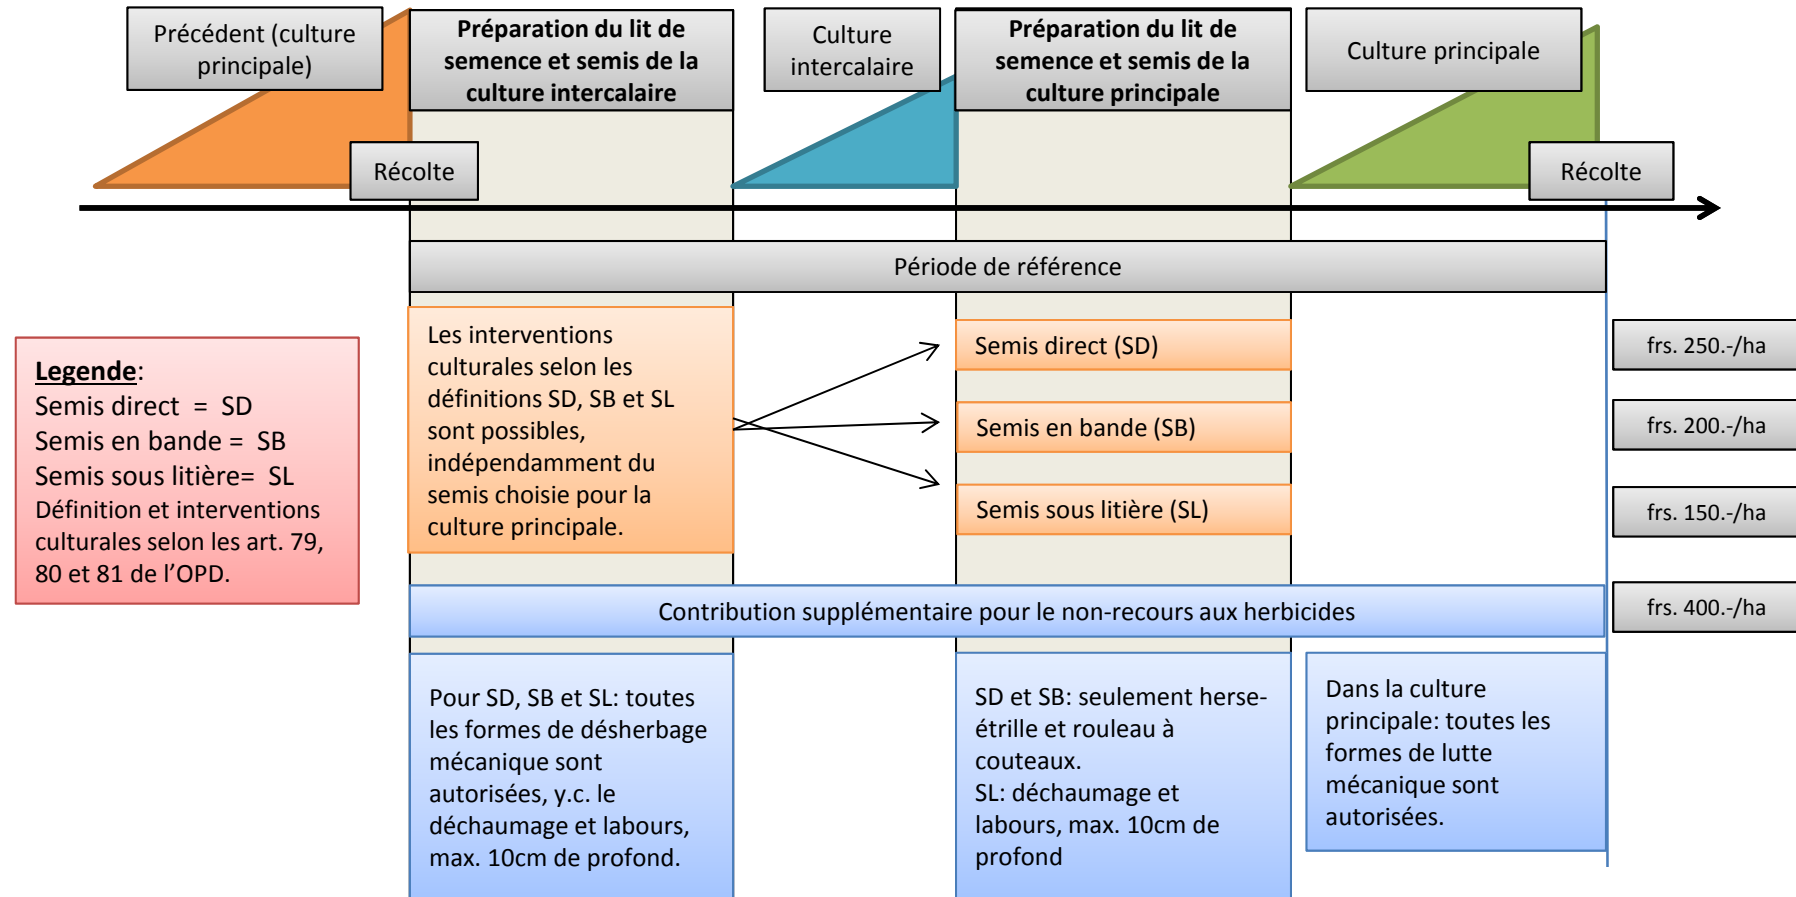 Précédent (culture
principale)
Préparation du lit de
semence et semis de la
culture intercalaire
Culture
intercalaire
Préparation du lit de
semence et semis de la
culture principale
Culture principale
Récolte
Récolte
Période de référence
Legende:
Semis direct = SD
Semis en bande = SB
Semis sous litière= SL
Définition et interventions
culturales selon les art. 79,
80 et 81 de l'OPD.
Les interventions
culturales selon les
définitions SD, SB et SL
sont possibles,
indépendamment du
semis choisie pour la
culture principale.
Semis direct (SD)
frs. 250.-/ha
Semis en bande (SB)
frs. 200.-/ha
Semis sous litière (SL)
frs. 150.-/ha
Contribution supplémentaire pour le non-recours aux herbicides
frs. 400.-/ha
Pour SD, SB et SL: toutes
les formes de désherbage
mécanique sont
autorisées, y.c. le
déchaumage et labours,
max. 10cm de profond.
SD et SB: seulement herse-
étrille et rouleau à
couteaux.
SL: déchaumage et
labours, max. 10cm de
profond
Dans la culture
principale: toutes les
formes de lutte
mécanique sont
autorisées.